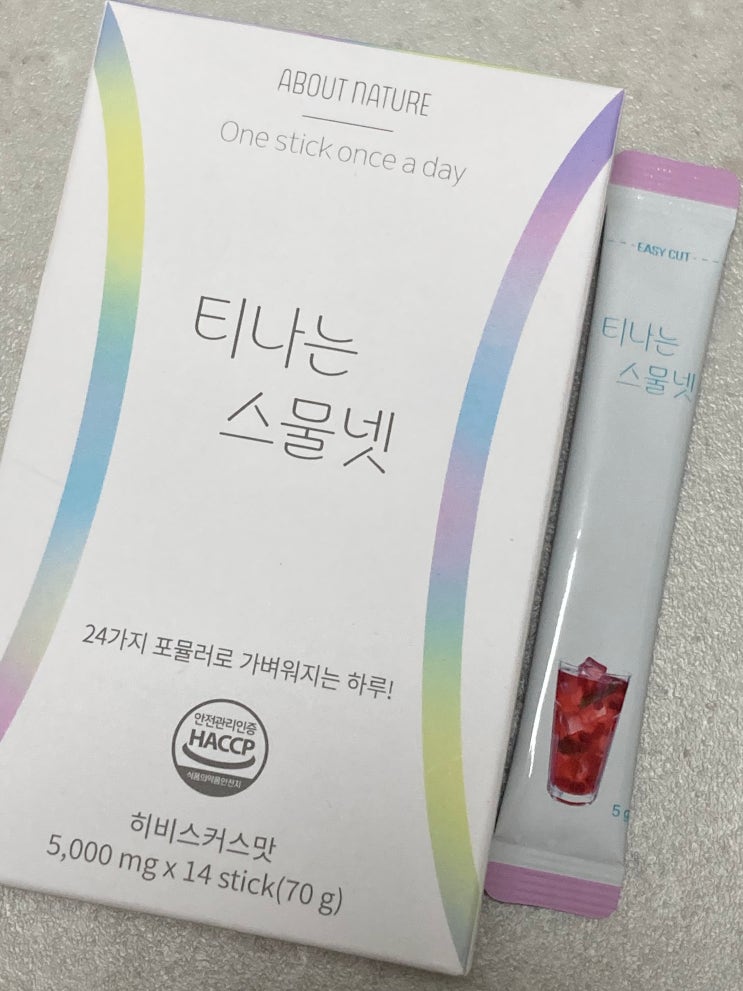 ABOUT NATURE
One stick once a day
티나는
스물넷
24가지 포뮬러로 가벼워지는 하루!
안전관리인증
HACCP
식품의약품안전처
히비스커스맛
5,000 mg x 14 stick(70 g)
EASY CUT
티나는
스물넷
5 g